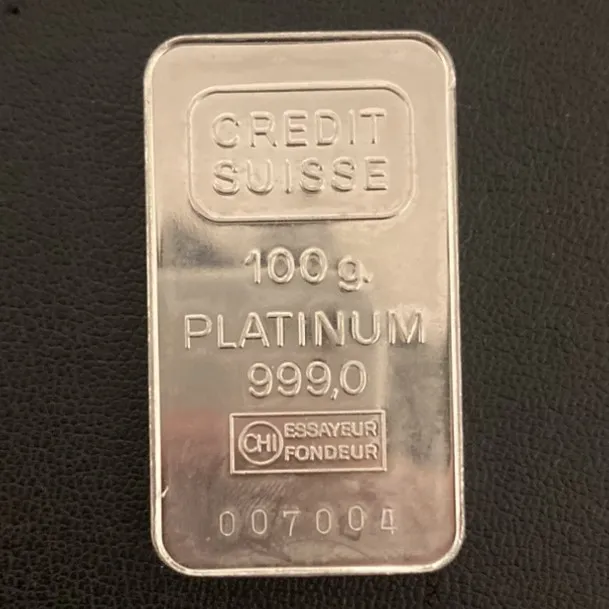 CREDIT
SUISSE
100 g.
PLATINUM
999,0
CHI ESSAYEUR
FONDEUR
007004